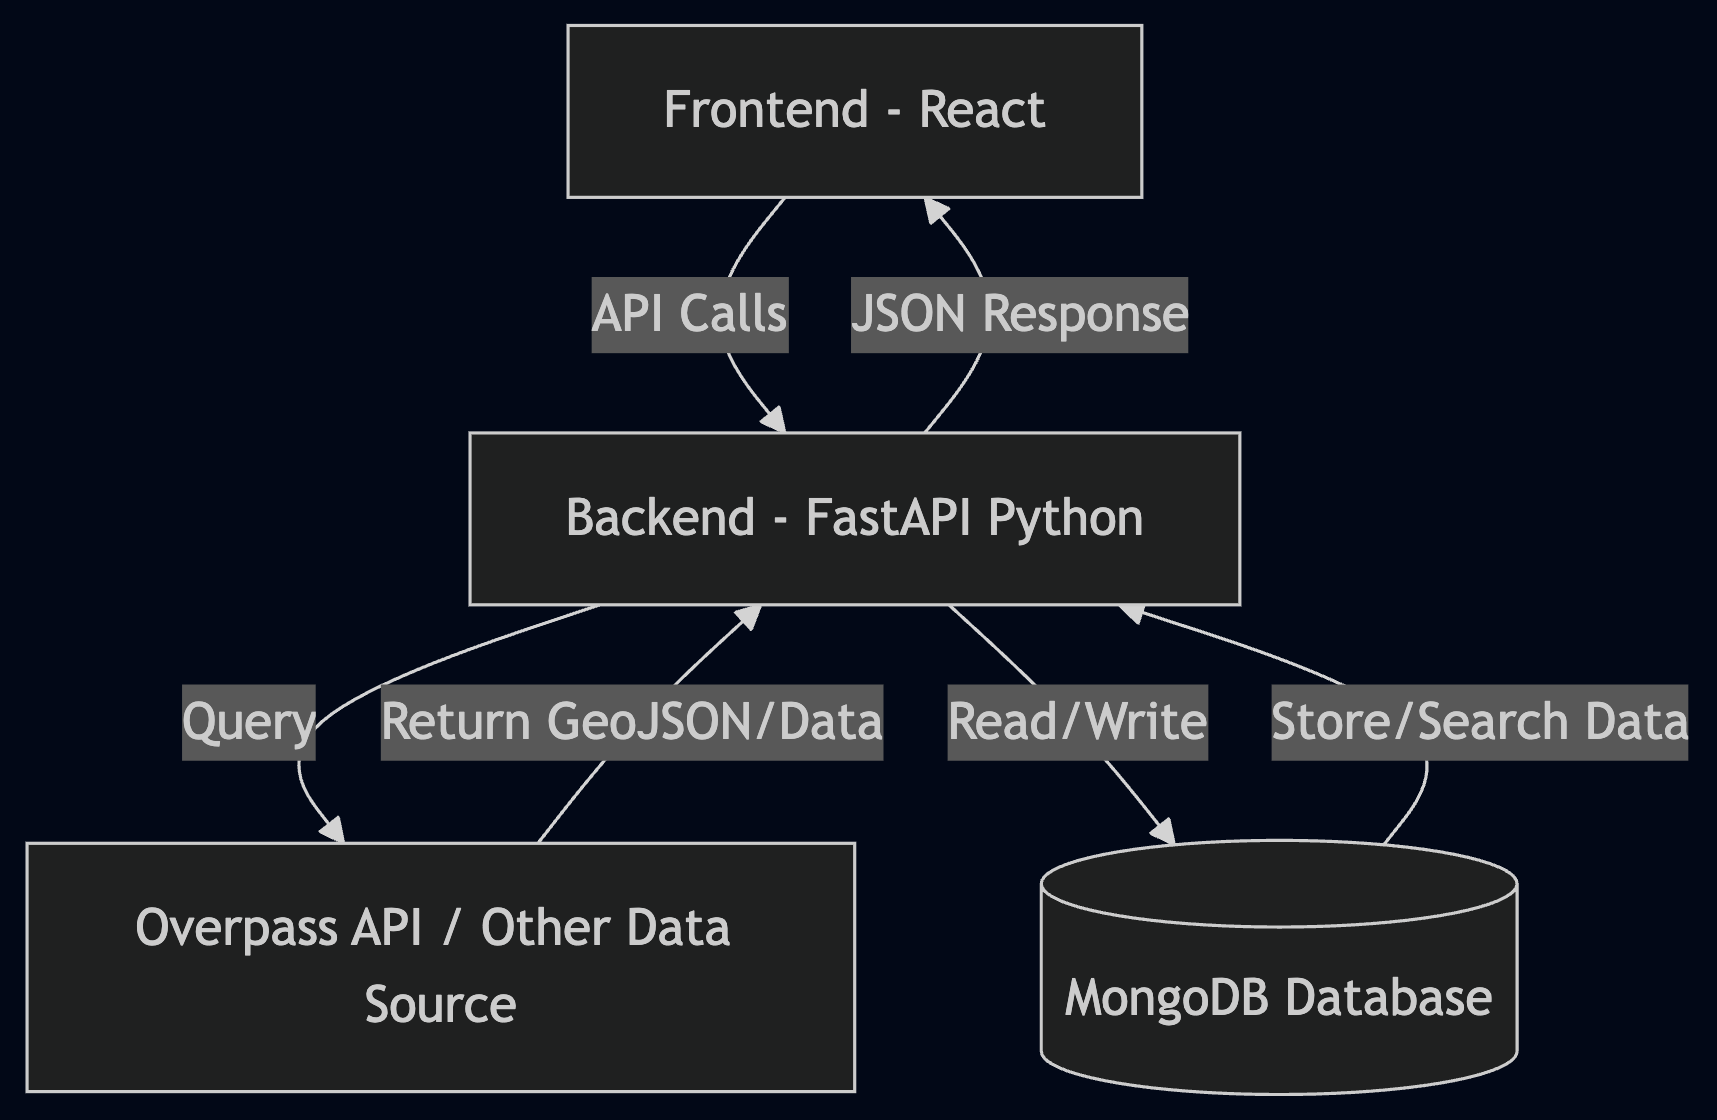 Frontend - React
API Calls
JSON Response
Backend - FastAPI Python
Query
Return GeoJSON/Data
Read/Write
Store/Search Data
Overpass API / Other Data
Source
MongoDB Database